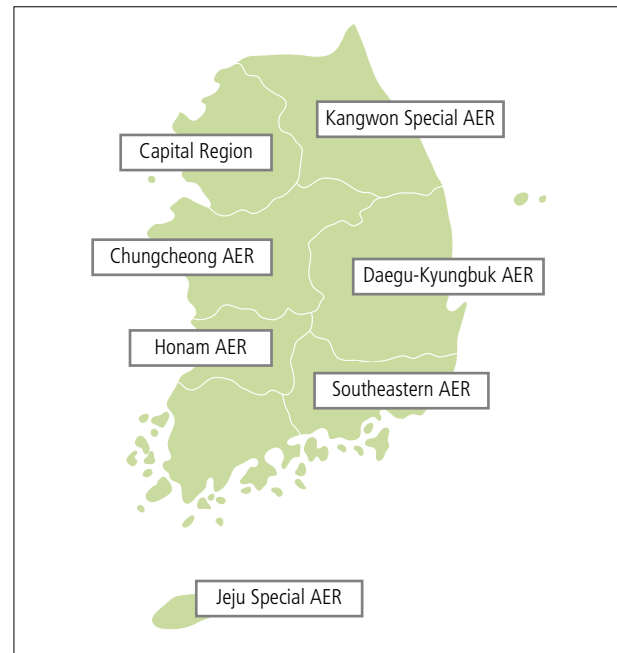 Kangwon Special AER
Capital Region
Chungcheong AER
Daegu-Kyungbuk AER
Honam AER
Southeastern AER
Jeju Special AER